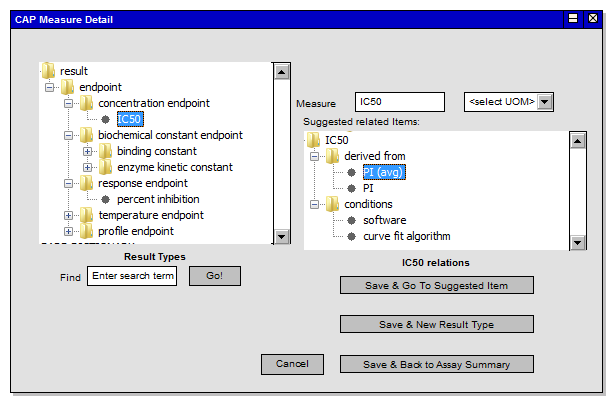 CAP Measure Detail
result
endpoint
concentration endpoint
IC50
biochemical constant endpoint
binding constant
enzyme kinetic constant
response endpoint
percent inhibition
temperature endpoint
profile endpoint
Result Types
Find Enter search term Go!
Measure IC50 <select UOM>
Suggested related Items:
IC50
derived from
PI (avg)
PI
conditions
software
curve fit algorithm
IC50 relations
Save & Go To Suggested Item
Save & New Result Type
Cancel
Save & Back to Assay Summary